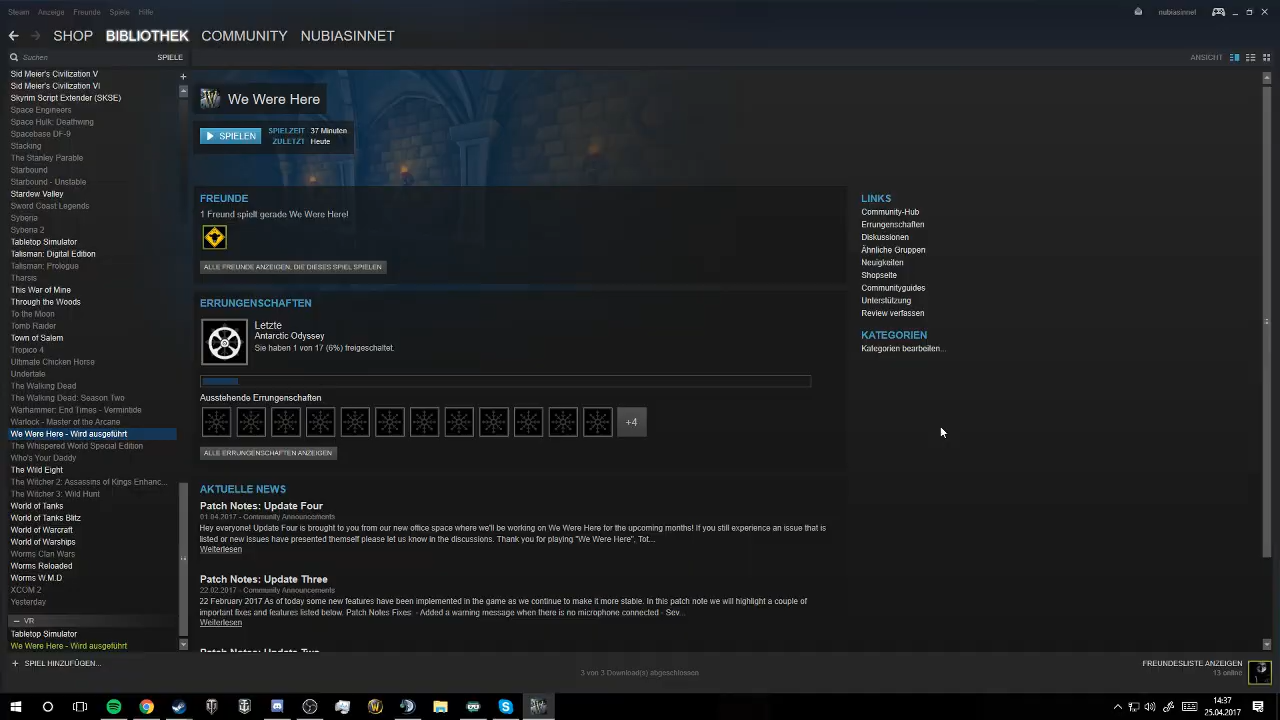 Steam Anzeige Freunde Spiele Hilfe
nubiasinnet
SHOP BIBLIOTHEK COMMUNITY NUBIASINNET
Suchen SPIELE
ANSICHT
Sid Meier's Civilization V
Sid Meier's Civilization VI
Skyrim Script Extender (SKSE)
Space Engineers
Space Hulk: Deathwing
Spacebase DF-9
Stacking
The Stanley Parable
Starbound
Starbound - Unstable
Stardew Valley
Sword Coast Legends
Syberia
Syberia 2
Tabletop Simulator
Talisman: Digital Edition
Talisman: Prologue
Tharsis
This War of Mine
Through the Woods
To the Moon
Tomb Raider
Town of Salem
Tropico 4
Ultimate Chicken Horse
Undertale
The Walking Dead
The Walking Dead: Season Two
Warhammer: End Times - Vermintide
Warlock - Master of the Arcane
We Were Here - Wird ausgeführt
The Whispered World Special Edition
Who's Your Daddy
The Wild Eight
The Witcher 2: Assassins of Kings Enhanc...
The Witcher 3: Wild Hunt
World of Tanks
World of Tanks Blitz
World of Warcraft
World of Warships
Worms Clan Wars
Worms Reloaded
Worms W.M.D
XCOM 2
Yesterday
VR
Tabletop Simulator
We Were Here - Wird ausgeführt
SPIEL HINZUFÜGEN...
We Were Here
SPIELEN
SPIELZEIT 37 Minuten
ZULETZT Heute
FREUNDE
1 Freund spielt gerade We Were Here!
ALLE FREUNDE ANZEIGEN, DIE DIESES SPIEL SPIELEN
ERRUNGENSCHAFTEN
Letzte
Antarctic Odyssey
Sie haben 1 von 17 (6%) freigeschaltet.
Ausstehende Errungenschaften
+4
ALLE ERRUNGENSCHAFTEN ANZEIGEN
AKTUELLE NEWS
Patch Notes: Update Four
01.04.2017 - Community Announcements
Hey everyone! Update Four is brought to you from our new office space where we'll be working on We Were Here for the upcoming months! If you still experience an issue that is
listed or new issues have presented themself please let us know in the discussions. Thank you for playing "We Were Here", Tot...
Weiterlesen
Patch Notes: Update Three
22.02.2017 - Community Announcements
22 February 2017 As of today some new features have been implemented in the game as we continue to make it more stable. In this patch note we will highlight a couple of
important fixes and features listed below. Patch Notes Fixes - Added a warning message when there is no microphone connected - Sev...
Weiterlesen
Patch Notes: Update Two
LINKS
Community-Hub
Errungenschaften
Diskussionen
Ähnliche Gruppen
Neuigkeiten
Shopseite
Communityguides
Unterstützung
Review verfassen
KATEGORIEN
Kategorien bearbeiten...
3 von 3 Download(s) abgeschlossen
FREUNDESLISTE ANZEIGEN
13 online
14:37
25.04.2017